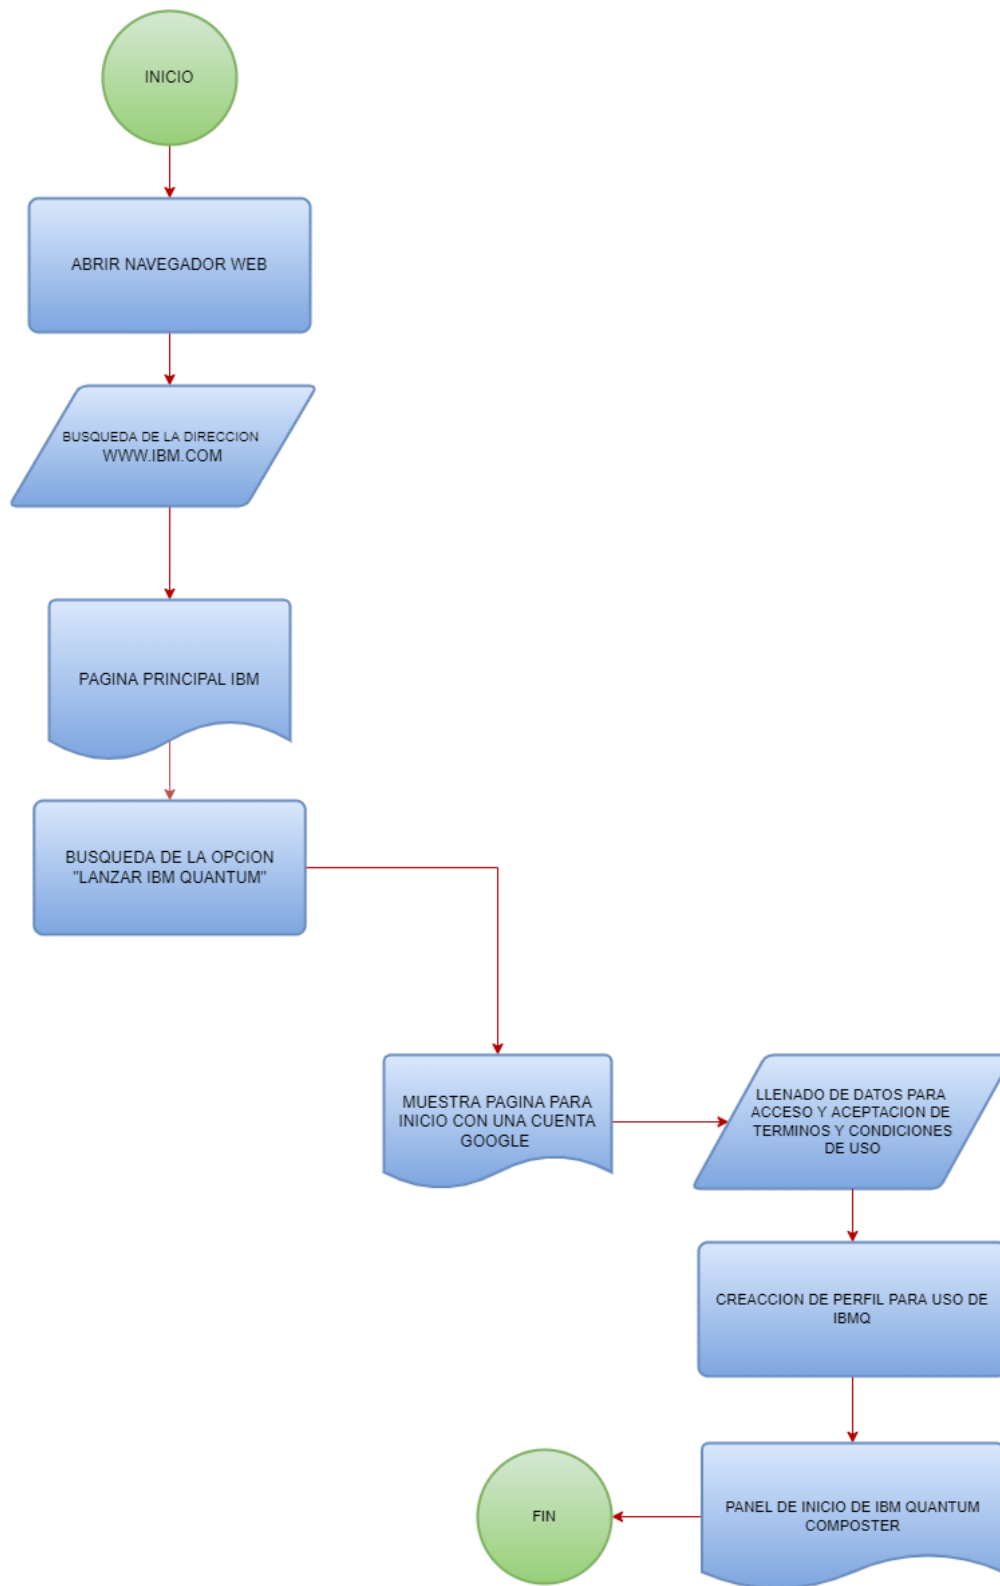 INICIO
ABRIR NAVEGADOR WEB
BUSQUEDA DE LA DIRECCION
WWW.IBM.COM
PAGINA PRINCIPAL IBM
BUSQUEDA DE LA OPCION
"LANZAR IBM QUANTUM"
MUESTRA PAGINA PARA
INICIO CON UNA CUENTA
GOOGLE
LLENADO DE DATOS PARA
ACCESO Y ACEPTACION DE
TERMINOS Y CONDICIONES
DE USO
CREACCION DE PERFIL PARA USO DE
IBMQ
PANEL DE INICIO DE IBM QUANTUM
COMPOSTER
FIN